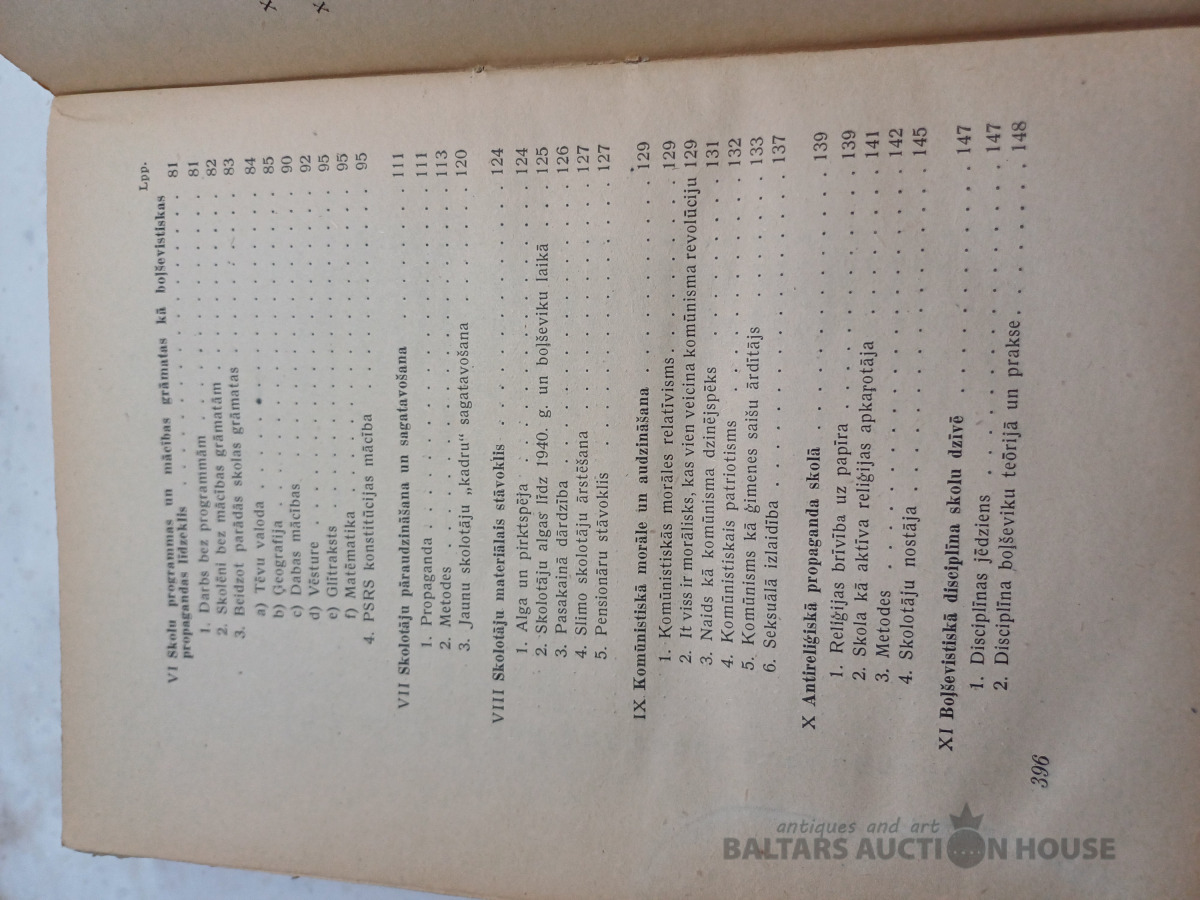 Lpp.
VI Skolu programmas un mācības grāmatas kā boļševistiskas
propagandas līdzeklis . . . . . . . . . . . . . . . . 81
1. Darbs bez programmām . . . . . . . . . . . . . 81
2. Skolēni bez mācības grāmatām . . . . . . . . . . 82
3. Beidzot parādās skolas grāmatas . . . . . . . . . 83
a) Tēvu valoda . . . . . . . . . . . . . . . . 84
b) Ģeografija . . . . . . . . . . . . . . . . 85
c) Dabas mācības . . . . . . . . . . . . . . . 90
d) Vēsture . . . . . . . . . . . . . . . . . . 92
e) Glītraksts . . . . . . . . . . . . . . . . . 95
f) Matēmatika . . . . . . . . . . . . . . . . 95
4. PSRS konstitūcijas mācība . . . . . . . . . . . . 95
VII Skolotāju pāraudzināšana un sagatavošana . . . . . . 111
1. Propaganda . . . . . . . . . . . . . . . . . 111
2. Metodes . . . . . . . . . . . . . . . . . . 113
3. Jaunu skolotāju „kadru“ sagatavošana . . . . . . . 120
VIII Skolotāju materiālais stāvoklis . . . . . . . . . . . 124
1. Alga un pirktspēja . . . . . . . . . . . . . . 124
2. Skolotāju algas līdz 1940. g. un boļševiku laikā . . 125
3. Pasakainā dārdzība . . . . . . . . . . . . . . 126
4. Slimo skolotāju ārstēšana . . . . . . . . . . . 127
5. Pensionāru stāvoklis . . . . . . . . . . . . . 127
IX Komūnistiskā morāle un audzināšana . . . . . . . . 129
1. Komūnistiskās morāles relatīvisms . . . . . . . . 129
2. It viss ir morālisks, kas vien veicina komūnisma revolūciju 129
3. Naids kā komūnisma dzinējspēks . . . . . . . . 131
4. Komūnistiskais patriotisms . . . . . . . . . . . 132
5. Komūnisms kā ģimenes saišu ārdītājs . . . . . . 133
6. Seksuālā izlaidība . . . . . . . . . . . . . . 137
X Antireliģiskā propaganda skolā . . . . . . . . . . . 139
1. Reliģijas brīvība uz papīra . . . . . . . . . . . 139
2. Skola kā aktīva reliģijas apkaŗotāja . . . . . . . 141
3. Metodes . . . . . . . . . . . . . . . . . . 142
4. Skolotāju nostāja . . . . . . . . . . . . . . 145
XI Boļševistiskā disciplīna skolu dzīvē . . . . . . . . . 147
1. Disciplīnas jēdziens . . . . . . . . . . . . . . 147
2. Disciplīna boļševiku teōrijā un prakse . . . . . . 148
396
antiques and art
BALTARS AUCTION HOUSE